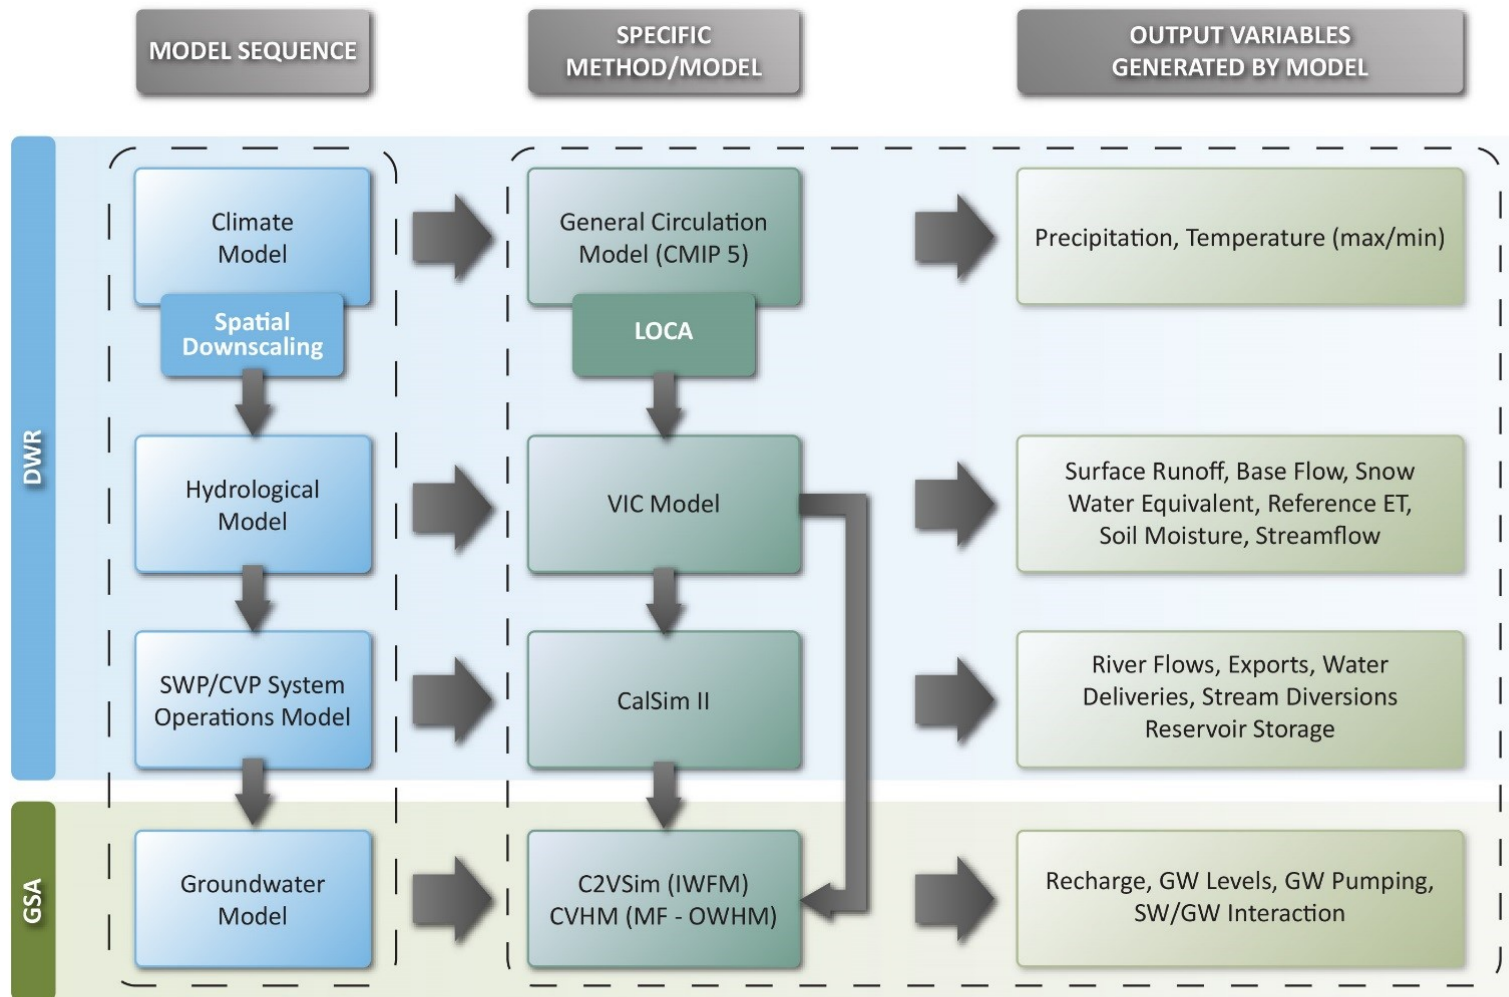 MODEL SEQUENCE
SPECIFIC
METHOD/MODEL
OUTPUT VARIABLES
GENERATED BY MODEL
DWR
Climate
Model
Spatial
Downscaling
General Circulation
Model (CMIP 5)
LOCA
Precipitation, Temperature (max/min)
Hydrological
Model
VIC Model
Surface Runoff, Base Flow, Snow
Water Equivalent, Reference ET,
Soil Moisture, Streamflow
SWP/CVP System
Operations Model
CalSim II
River Flows, Exports, Water
Deliveries, Stream Diversions
Reservoir Storage
GSA
Groundwater
Model
C2VSim (IWFM)
CVHM (MF - OWHM)
Recharge, GW Levels, GW Pumping,
SW/GW Interaction